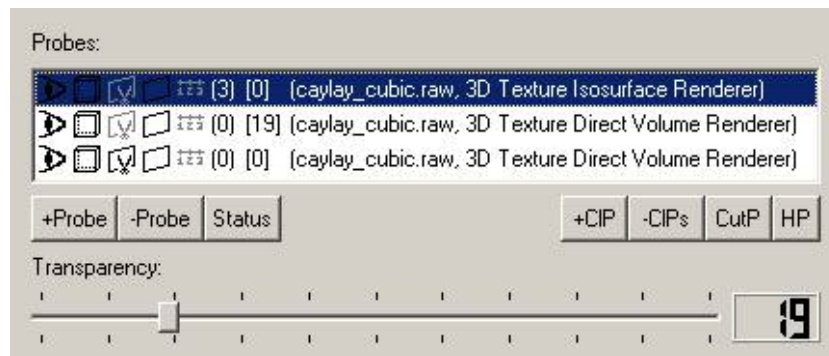 Probes:
(3) [0] (caylay_cubic.raw, 3D Texture Isosurface Renderer)
(0) [19] (caylay_cubic.raw, 3D Texture Direct Volume Renderer)
(0) [0] (caylay_cubic.raw, 3D Texture Direct Volume Renderer)
+Probe -Probe Status +ClP -ClPs CutP HP
Transparency:
19